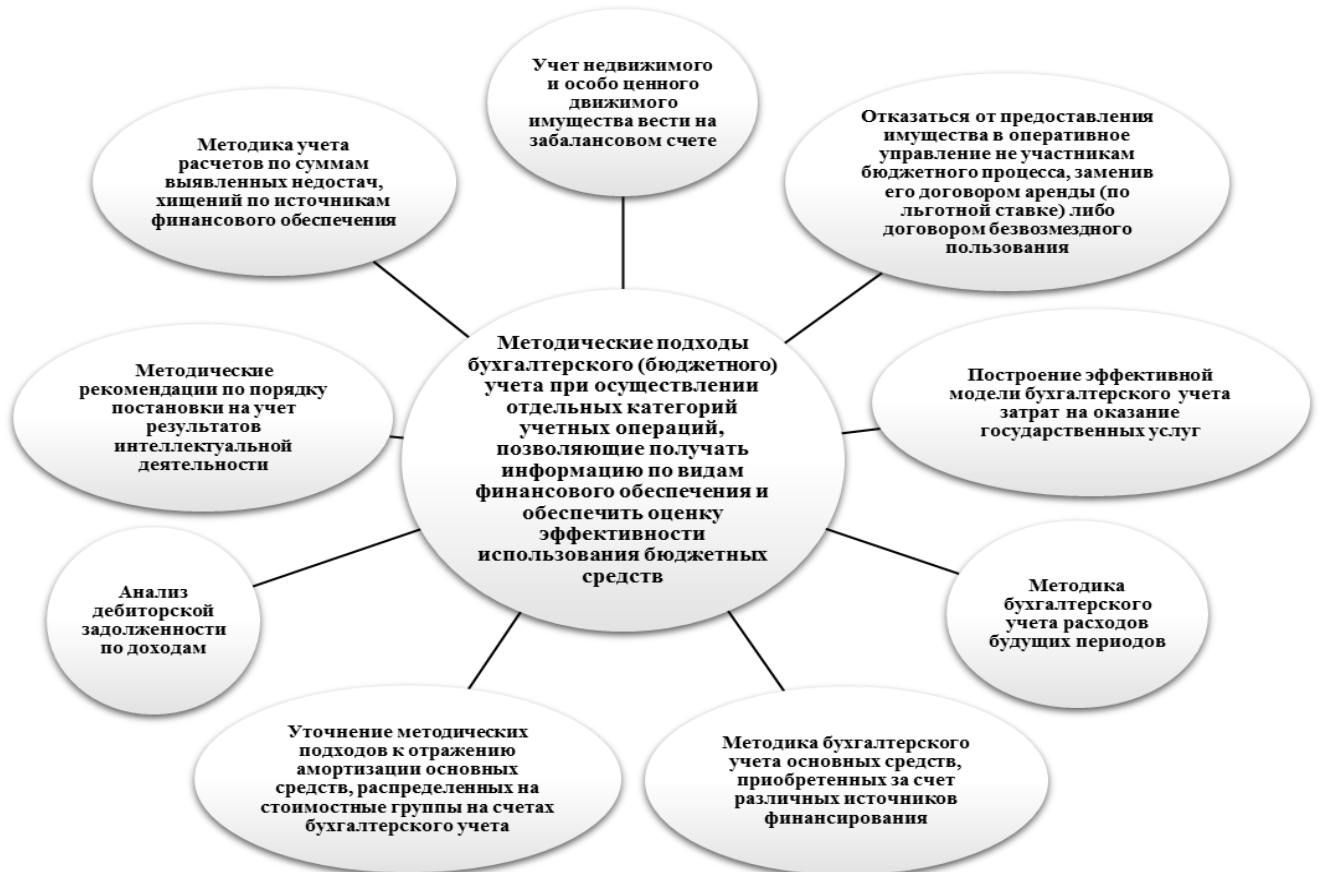 Учет недвижимого
и особо ценного
движимого
имущества вести на
забалансовом счете
Отказаться от предоставления
имущества в оперативное
управление не участникам
бюджетного процесса, заменив
его договором аренды (по
льготной ставке) либо
договором безвозмездного
пользования
Построение эффективной
модели бухгалтерского учета
затрат на оказание
государственных услуг
Методика
бухгалтерского
учета расходов
будущих периодов
Методика бухгалтерского
учета основных средств,
приобретенных за счет
различных источников
финансирования
Уточнение методических
подходов к отражению
амортизации основных
средств, распределенных на
стоимостные группы на счетах
бухгалтерского учета
Анализ
дебиторской
задолженности
по доходам
Методические
рекомендации по порядку
постановки на учет
результатов
интеллектуальной
деятельности
Методика учета
расчетов по суммам
выявленных недостач,
хищений по источникам
финансового обеспечения
Методические подходы
бухгалтерского (бюджетного)
учета при осуществлении
отдельных категорий
учетных операций,
позволяющие получать
информацию по видам
финансового обеспечения и
обеспечить оценку
эффективности
использования бюджетных
средств